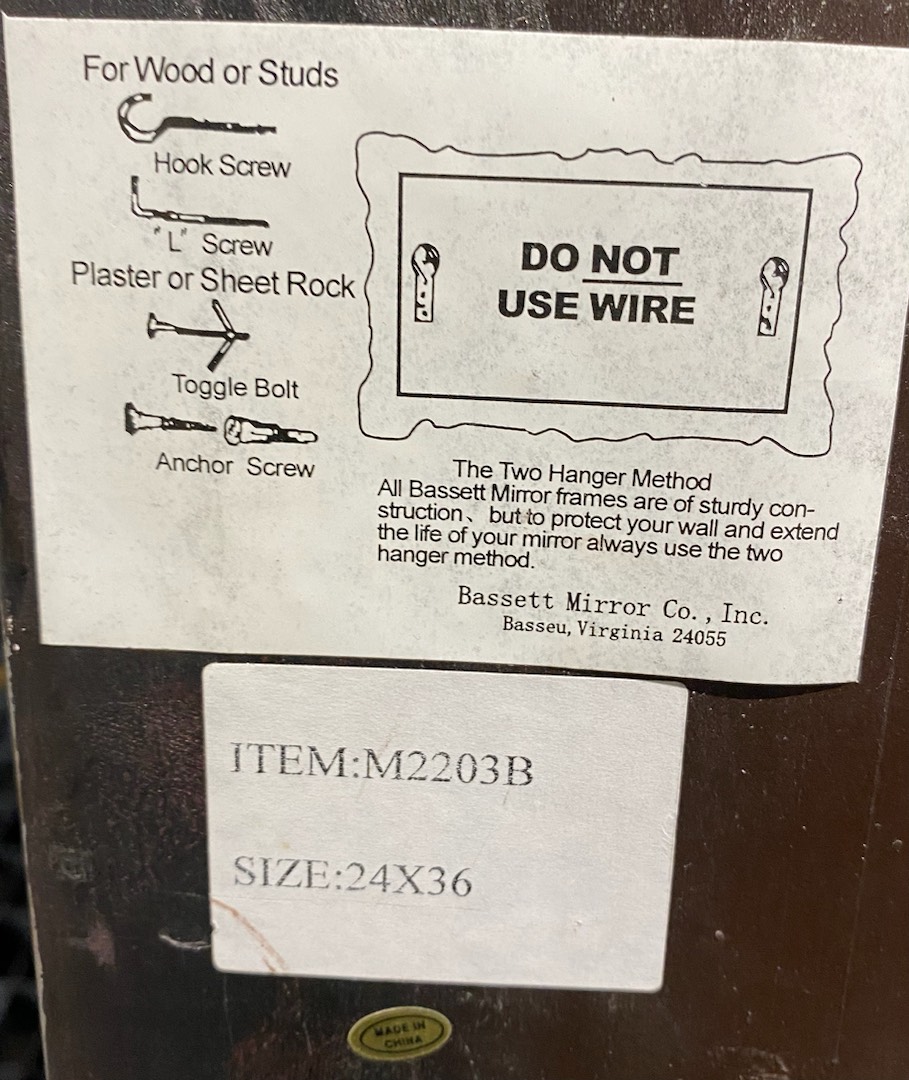 For Wood or Studs
Hook Screw
"L" Screw
Plaster or Sheet Rock
Toggle Bolt
Anchor Screw
DO NOT
USE WIRE
The Two Hanger Method
All Bassett Mirror frames are of sturdy con-
struction、 but to protect your wall and extend
the life of your mirror always use the two
hanger method.
Bassett Mirror Co., Inc.
Basseu, Virginia 24055
ITEM:M2203B
SIZE:24X36
MADE IN
CHINA